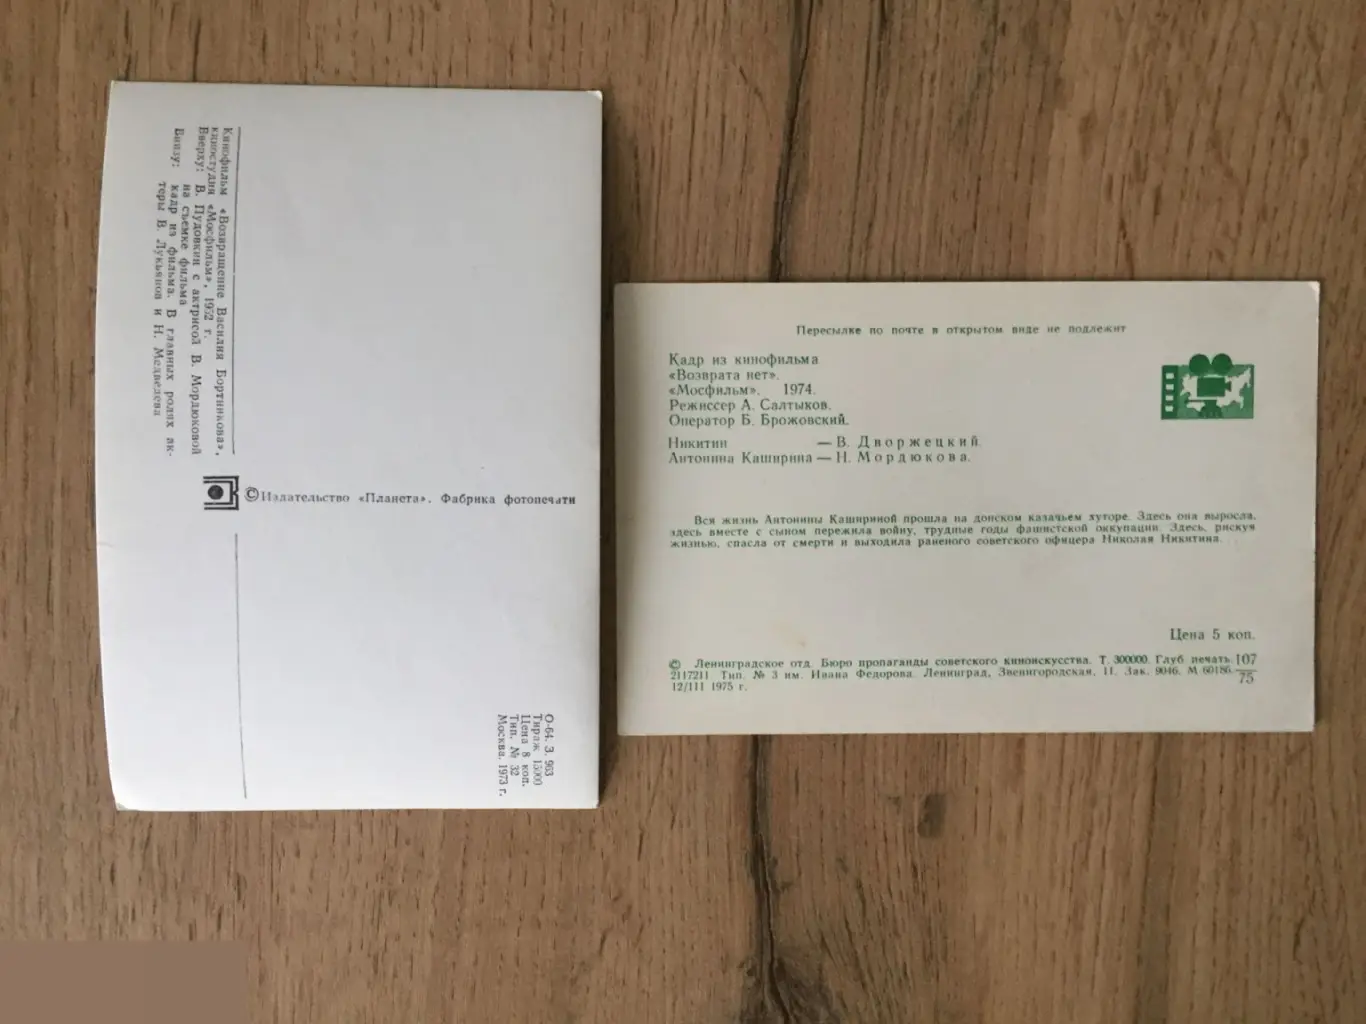 Кинофильм «Возвращение Василия Бортникова»,
киностудия «Мосфильм», 1952 г.
Вверху: В. Пудовкин с актрисой В. Мордюковой
на съемке фильма
Внизу: кадр из фильма. В главных ролях ак-
теры В. Лукьянов и Н. Медведева
© Издательство «Планета». Фабрика фотопечати
О-64. З. 963
Тираж 15000
Цена 8 коп.
Тип. № 32
Москва. 1973 г.
Пересылке по почте в открытом виде не подлежит
Кадр из кинофильма
«Возврата нет».
«Мосфильм». 1974.
Режиссер А. Салтыков.
Оператор Б. Брожовский.
Никитин — В. Дворжецкий.
Антонина Каширина — Н. Мордюкова.
Вся жизнь Антонины Кашириной прошла на донском казачьем хуторе. Здесь она выросла,
здесь вместе с сыном пережила войну, трудные годы фашистской оккупации. Здесь, рискуя
жизнью, спасла от смерти и выходила раненого советского офицера Николая Никитина.
Цена 5 коп.
© Ленинградское отд. Бюро пропаганды советского киноискусства. Т. 300000. Глуб. печать. 107/75
2117211 Тип. № 3 им. Ивана Федорова. Ленинград, Звенигородская, 11. Зак. 9046. М 60186.
12/III 1975 г.